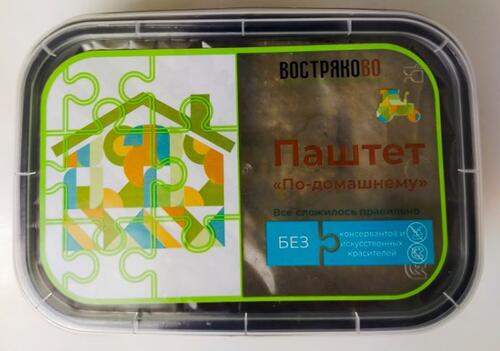 ВОСТРЯКОВО
Паштет
«По-домашнему»
Все сложилось правильно
БЕЗ
консервантов и
искусственных
красителей